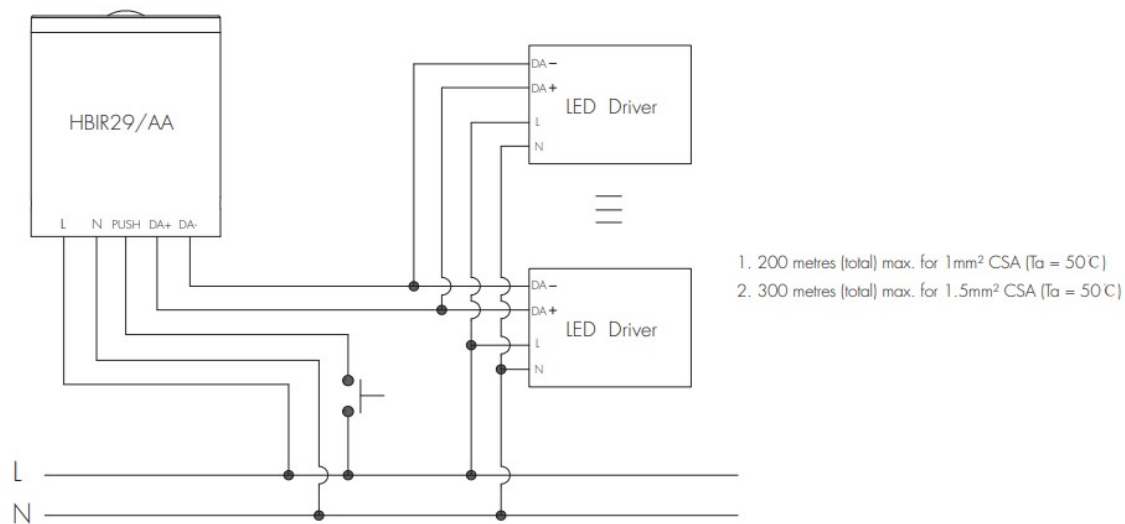 HBIR29/AA
L N PUSH DA+ DA-
DA-
DA+
LED Driver
L
N
DA-
DA+
LED Driver
L
N
1. 200 metres (total) max. for 1mm² CSA (Ta = 50℃)
2. 300 metres (total) max. for 1.5mm² CSA (Ta = 50℃)
L
N